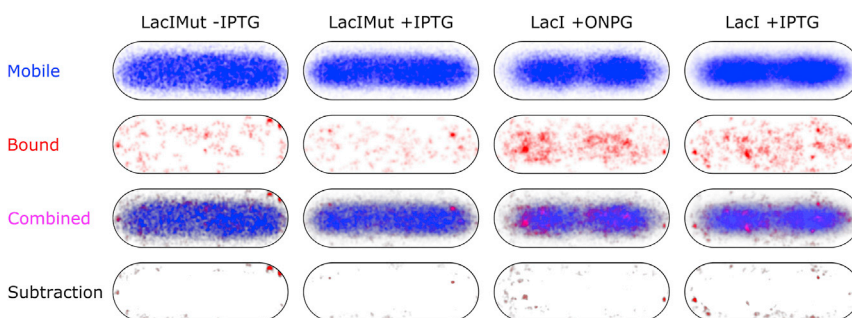 LacIMut -IPTG LacIMut +IPTG LacI +ONPG LacI +IPTG
Mobile
Bound
Combined
Subtraction